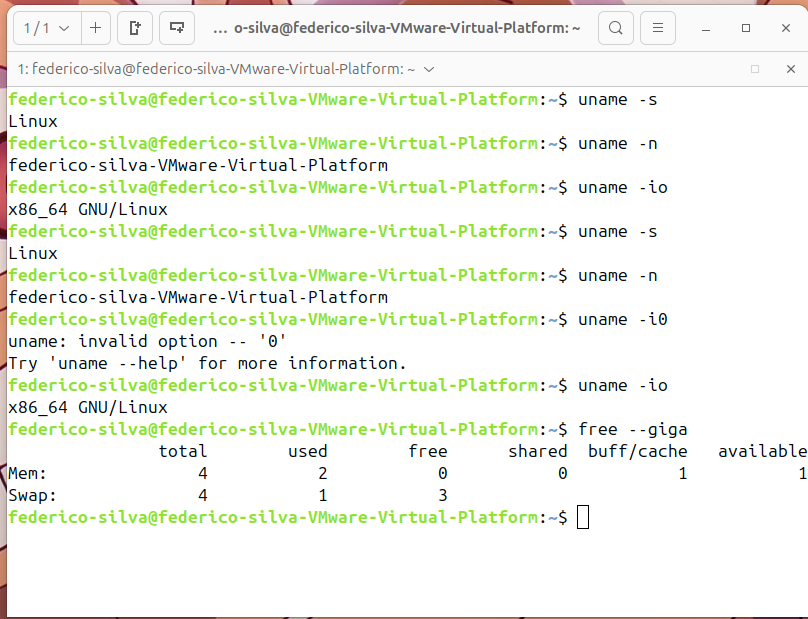 1 / 1
... o-silva@federico-silva-VMware-Virtual-Platform: ~
1: federico-silva@federico-silva-VMware-Virtual-Platform: ~
federico-silva@federico-silva-VMware-Virtual-Platform:~$ uname -s
Linux
federico-silva@federico-silva-VMware-Virtual-Platform:~$ uname -n
federico-silva-VMware-Virtual-Platform
federico-silva@federico-silva-VMware-Virtual-Platform:~$ uname -io
x86_64 GNU/Linux
federico-silva@federico-silva-VMware-Virtual-Platform:~$ uname -s
Linux
federico-silva@federico-silva-VMware-Virtual-Platform:~$ uname -n
federico-silva-VMware-Virtual-Platform
federico-silva@federico-silva-VMware-Virtual-Platform:~$ uname -i0
uname: invalid option -- '0'
Try 'uname --help' for more information.
federico-silva@federico-silva-VMware-Virtual-Platform:~$ uname -io
x86_64 GNU/Linux
federico-silva@federico-silva-VMware-Virtual-Platform:~$ free --giga
               total        used        free      shared  buff/cache   available
Mem:               4           2           0           0           1           1
Swap:              4           1           3
federico-silva@federico-silva-VMware-Virtual-Platform:~$